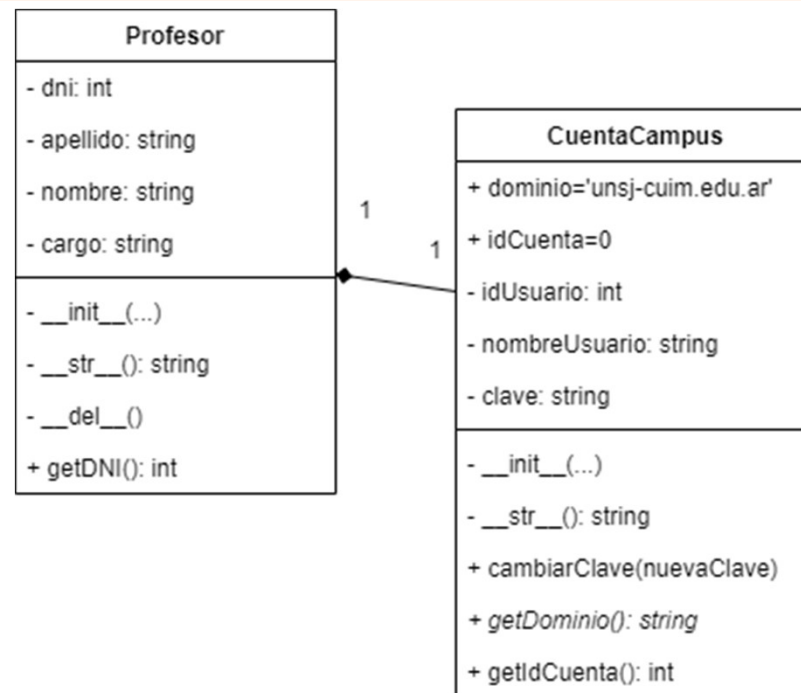 Profesor
- dni: int
- apellido: string
- nombre: string
- cargo: string
- __init__(...)
- __str__(): string
- __del__()
+ getDNI(): int
1
1
CuentaCampus
+ dominio='unsj-cuim.edu.ar'
+ idCuenta=0
- idUsuario: int
- nombreUsuario: string
- clave: string
- __init__(...)
- __str__(): string
+ cambiarClave(nuevaClave)
+ getDominio(): string
+ getIdCuenta(): int